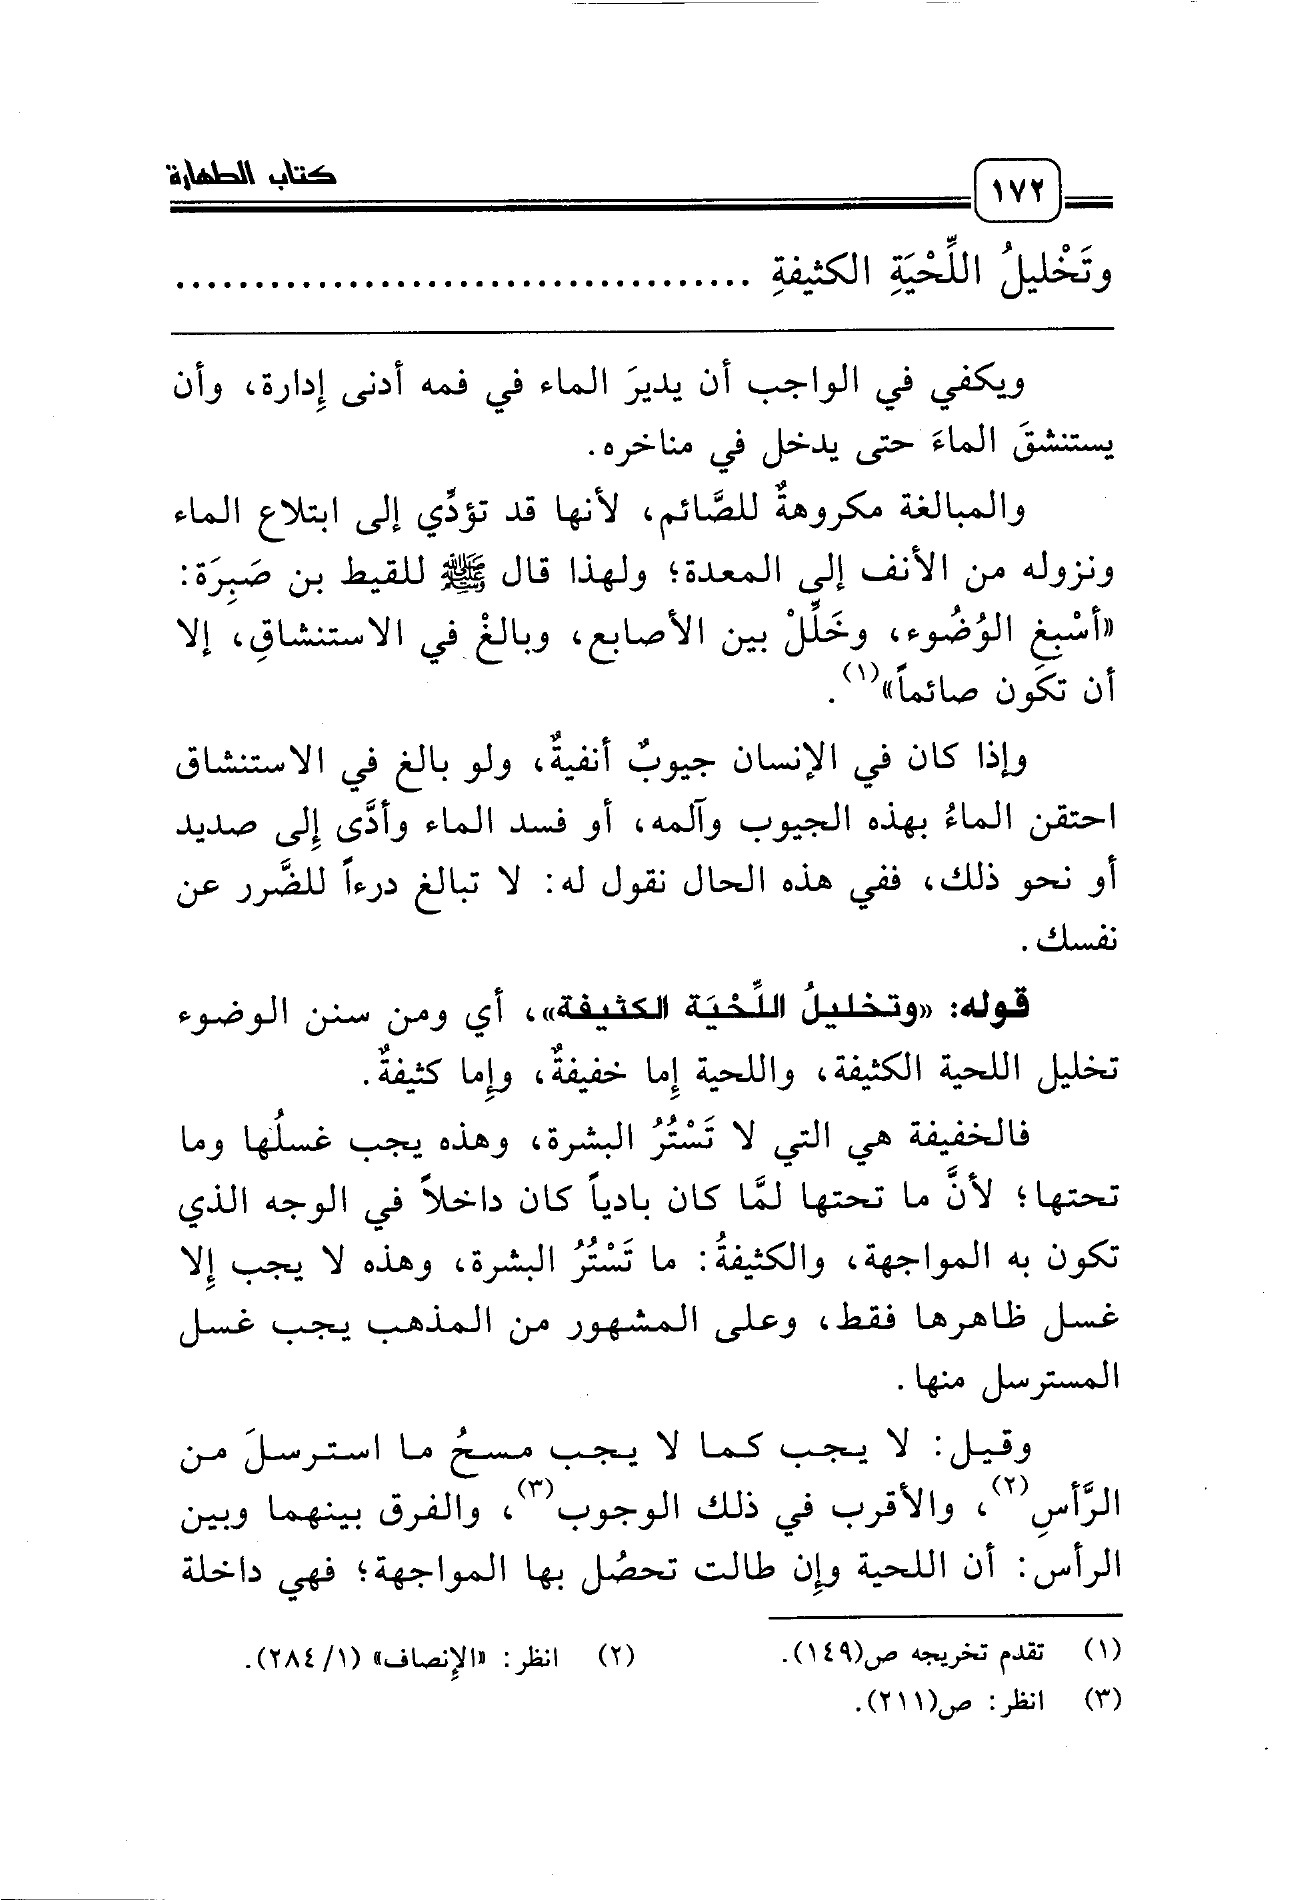 كتاب الطهارة
١٧٢
وتَخْليلُ اللِّحْيَةِ الكثيفةِ .....................................
ويكفي في الواجب أن يديرَ الماء في فمه أدنى إِدارة، وأن
يستنشقَ الماءَ حتى يدخل في مناخره.
والمبالغة مكروهةٌ للصَّائم، لأنها قد تؤدِّي إلى ابتلاع الماء
ونزوله من الأنف إلى المعدة؛ ولهذا قال ﷺ للقيط بن صَبِرَة:
«أسْبِغ الوُضُوء، وخَلِّلْ بين الأصابع، وبالغْ في الاستنشاقِ، إلا
أن تكون صائماً»(١).
وإذا كان في الإنسان جيوبٌ أنفيةٌ، ولو بالغ في الاستنشاق
احتقن الماءُ بهذه الجيوب وآلمه، أو فسد الماء وأدَّى إِلى صديد
أو نحو ذلك، ففي هذه الحال نقول له: لا تبالغ درءاً للضَّرر عن
نفسك.
قوله: «وتخليلُ اللِّحْيَة الكثيفة»، أي ومن سنن الوضوء
تخليل اللحية الكثيفة، واللحية إِما خفيفةٌ، وإِما كثيفةٌ.
فالخفيفة هي التي لا تَسْتُرُ البشرة، وهذه يجب غسلُها وما
تحتها؛ لأنَّ ما تحتها لمَّا كان بادياً كان داخلاً في الوجه الذي
تكون به المواجهة، والكثيفةُ: ما تَسْتُرُ البشرة، وهذه لا يجب إِلا
غسل ظاهرها فقط، وعلى المشهور من المذهب يجب غسل
المسترسل منها.
وقيل: لا يجب كما لا يجب مسحُ ما استرسلَ من
الرَّأسِ(٢)، والأقرب في ذلك الوجوب(٣)، والفرق بينهما وبين
الرأس: أن اللحية وإِن طالت تحصُل بها المواجهة؛ فهي داخلة
(١) تقدم تخريجه ص(١٤٩).
(٢) انظر: «الإِنصاف» (١/ ٢٨٤).
(٣) انظر: ص(٢١١).